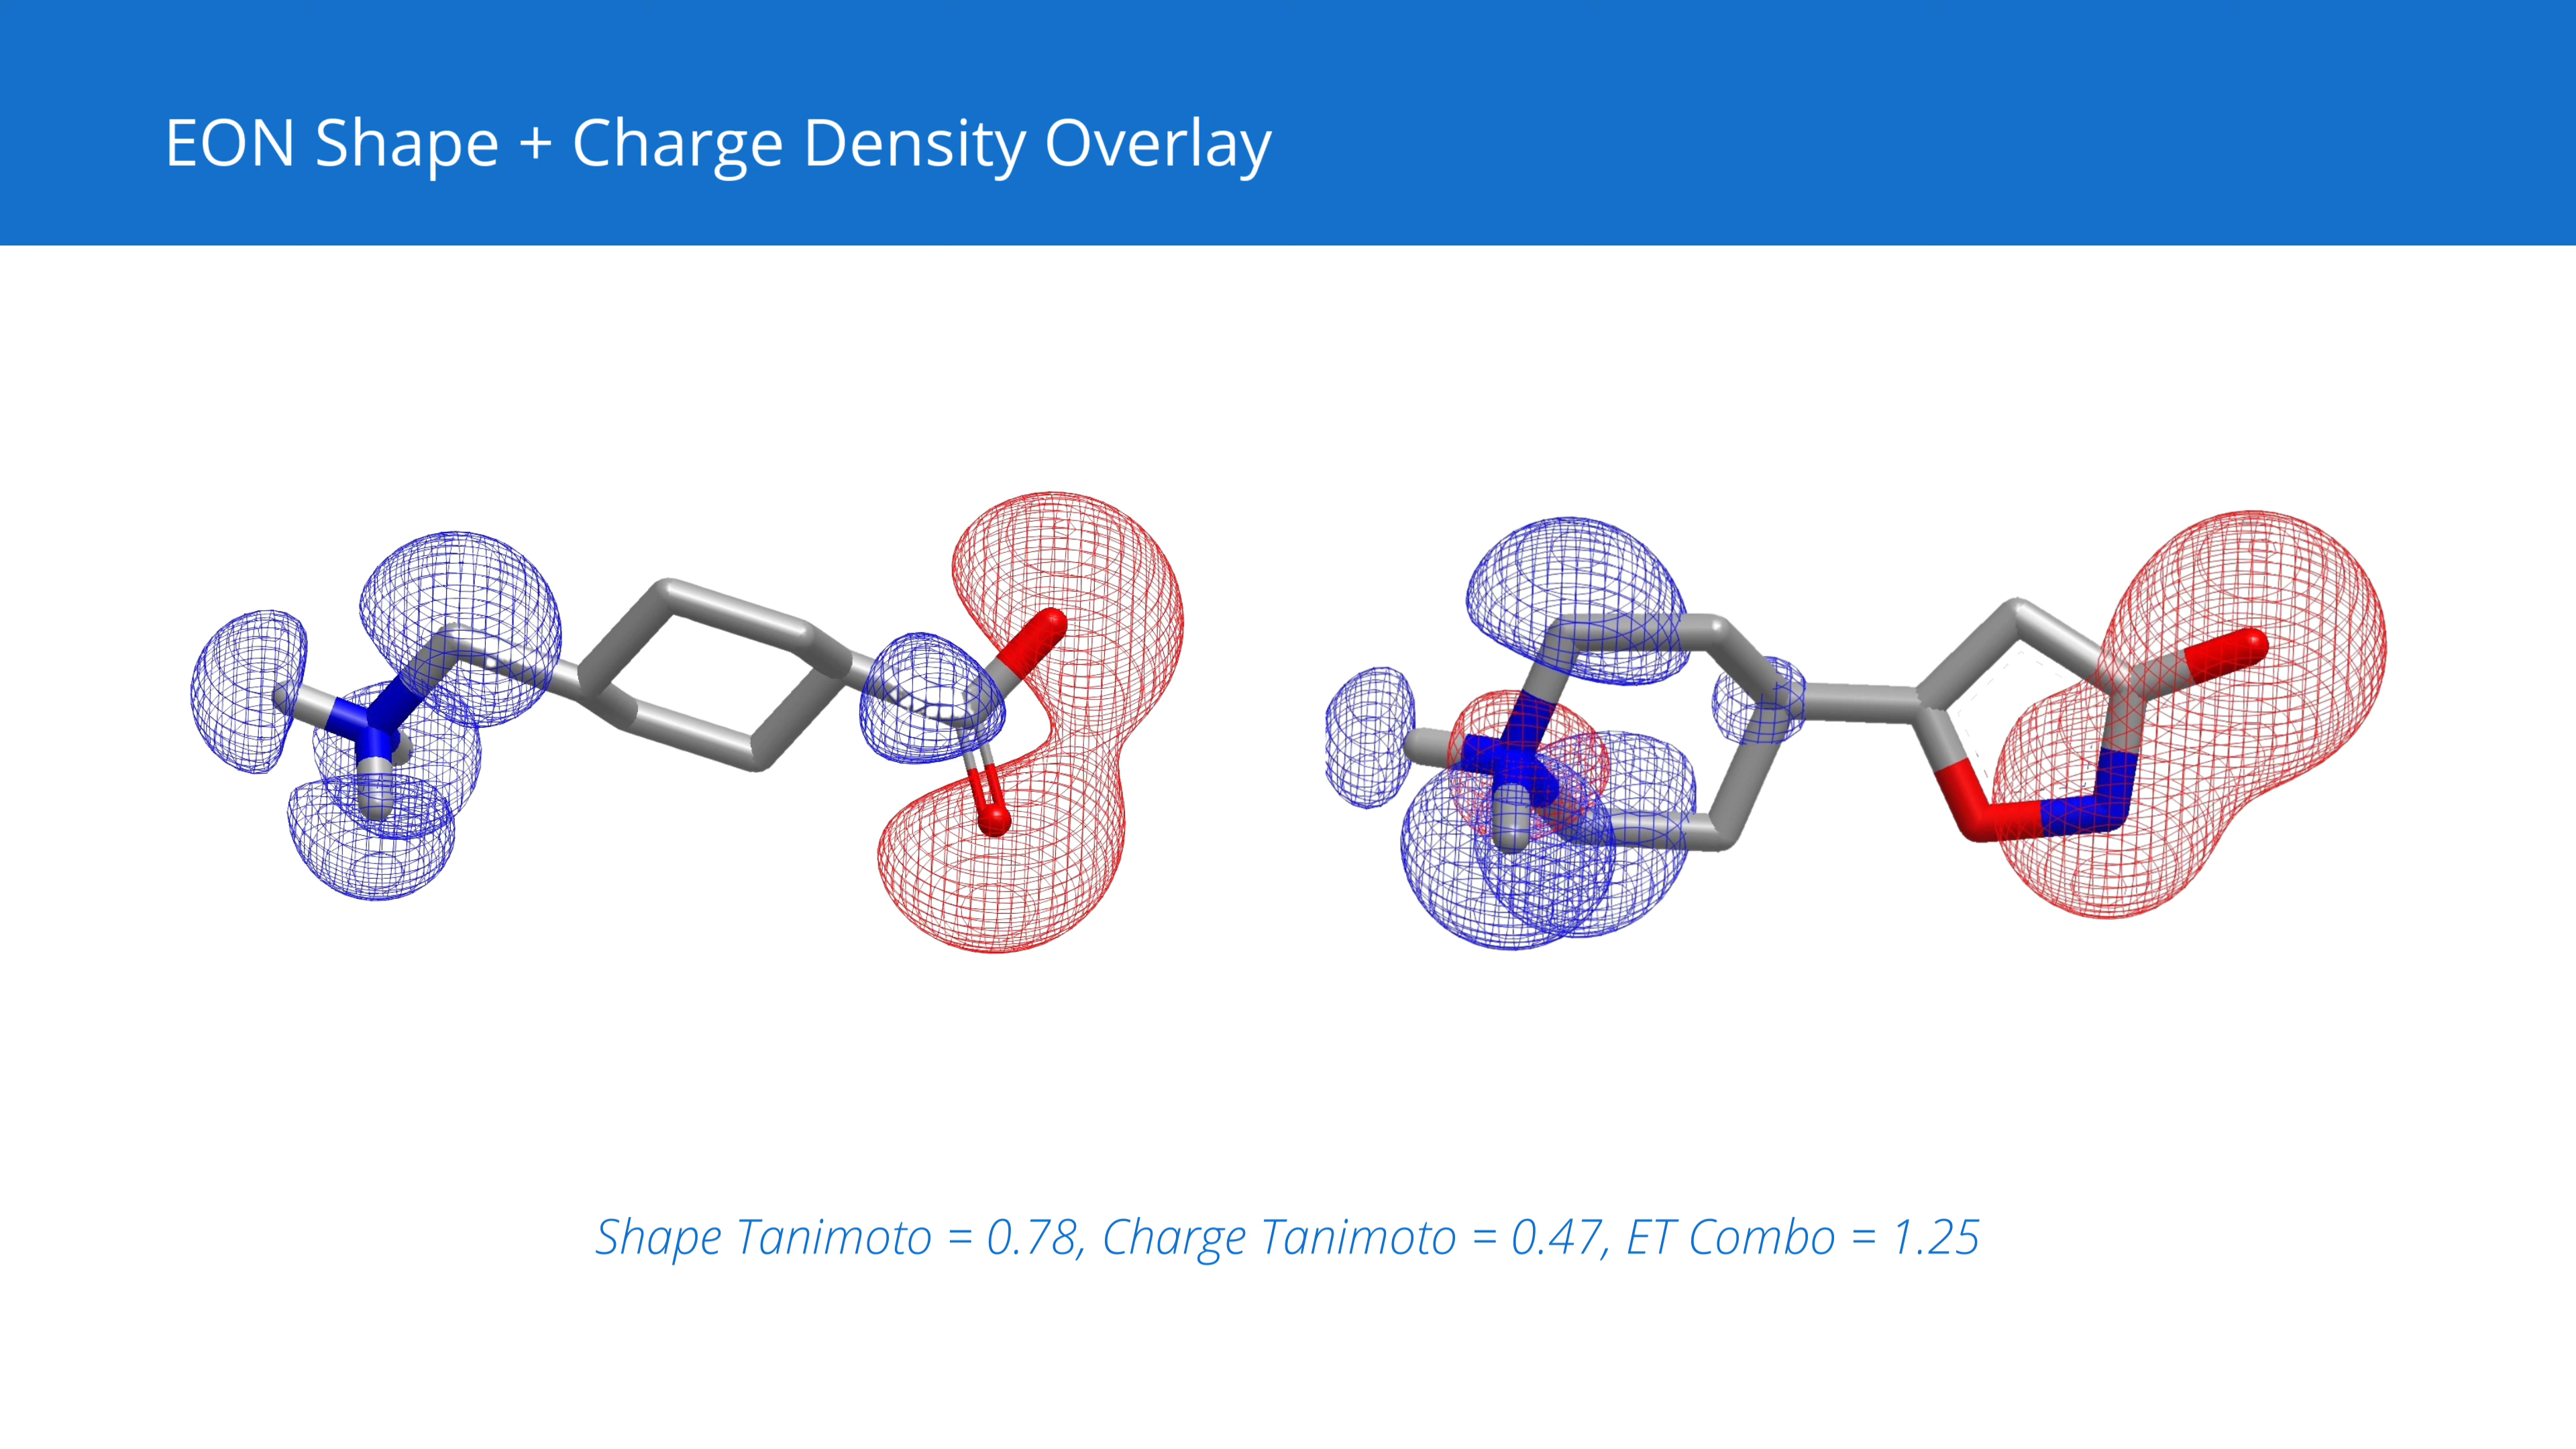 EON Shape + Charge Density Overlay
Shape Tanimoto = 0.78, Charge Tanimoto = 0.47, ET Combo = 1.25